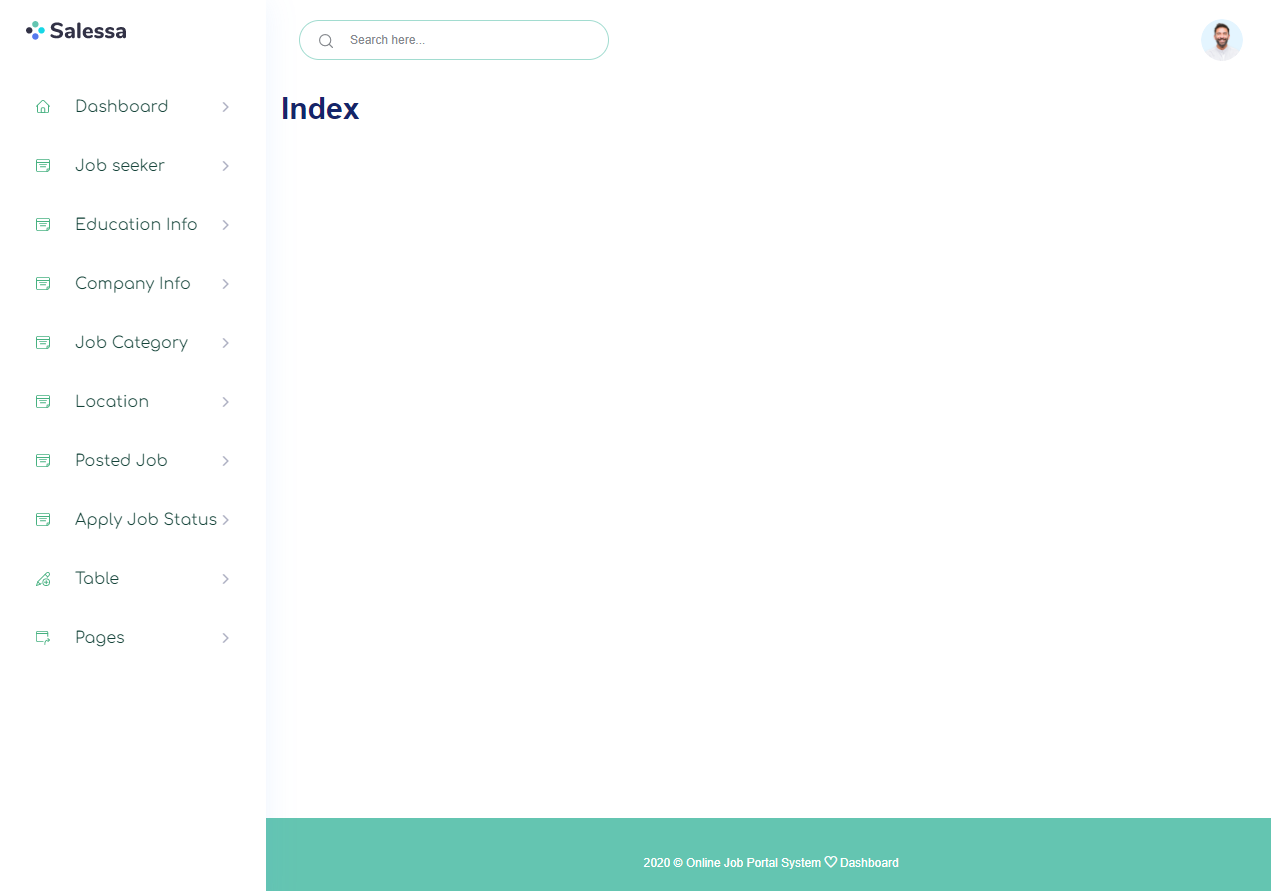 Salessa
Search here...
Dashboard
Job seeker
Education Info
Company Info
Job Category
Location
Posted Job
Apply Job Status
Table
Pages
Index
2020 © Online Job Portal System ♡ Dashboard